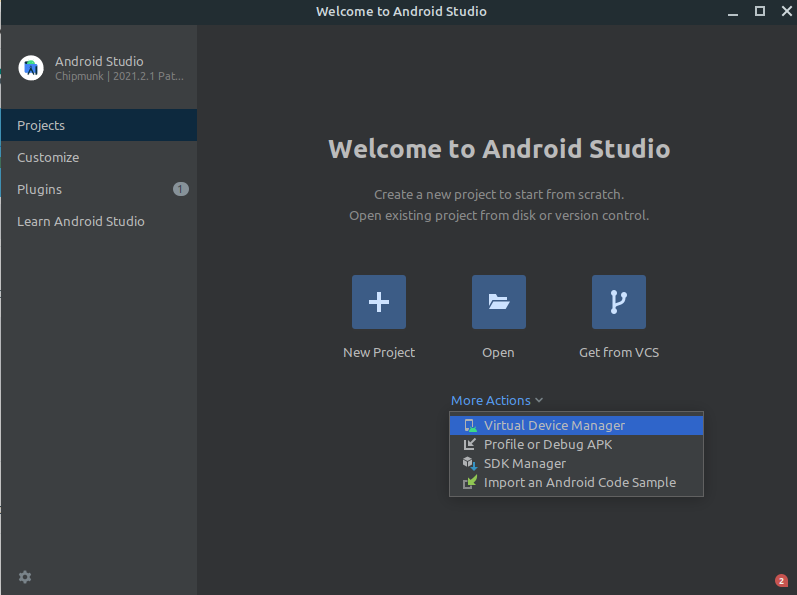 Welcome to Android Studio
Android Studio
Chipmunk | 2021.2.1 Pat...
Projects
Customize
Plugins
1
Learn Android Studio
Welcome to Android Studio
Create a new project to start from scratch.
Open existing project from disk or version control.
New Project
Open
Get from VCS
More Actions
Virtual Device Manager
Profile or Debug APK
SDK Manager
Import an Android Code Sample
2